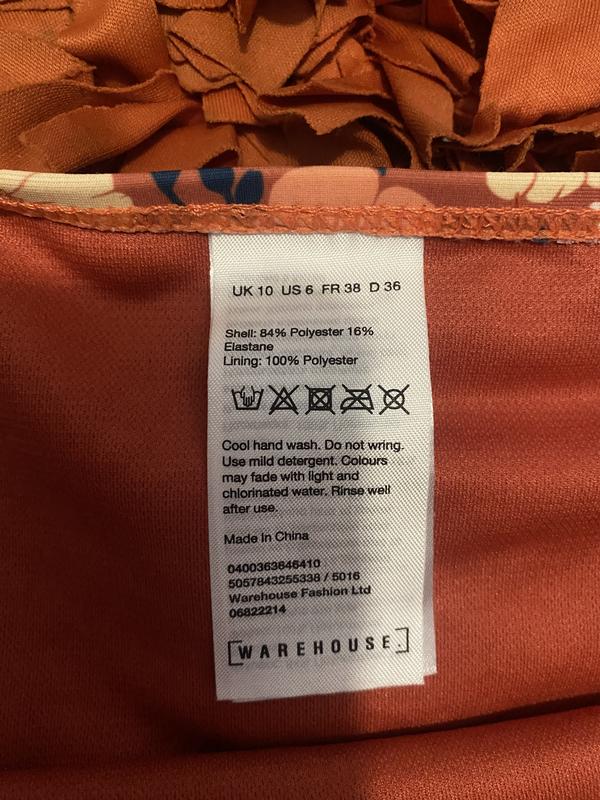 UK 10 US 6 FR 38 D 36
Shell: 84% Polyester 16%
Elastane
Lining: 100% Polyester
Cool hand wash. Do not wring.
Use mild detergent. Colours
may fade with light and
chlorinated water. Rinse well
after use.
Made in China
0400363646410
5057843255338 / 5016
Warehouse Fashion Ltd
06822214
WAREHOUSE